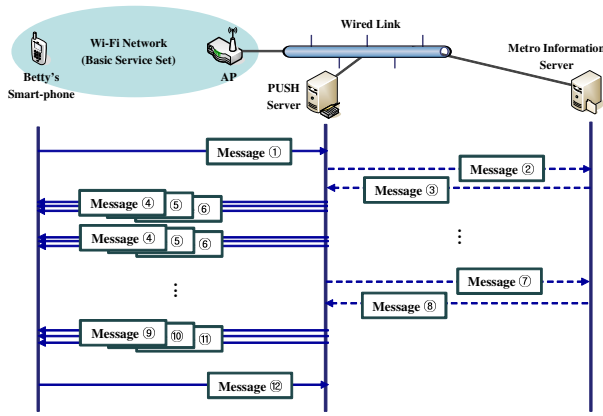 Wired Link
Wi-Fi Network
(Basic Service Set)
Metro Information
Server
Betty's
Smart-phone
AP
PUSH
Server
Message ①
Message ②
Message ③
Message ④ ⑤ ⑥
Message ④ ⑤ ⑥
Message ⑦
Message ⑧
Message ⑨ ⑩ ⑪
Message ⑫